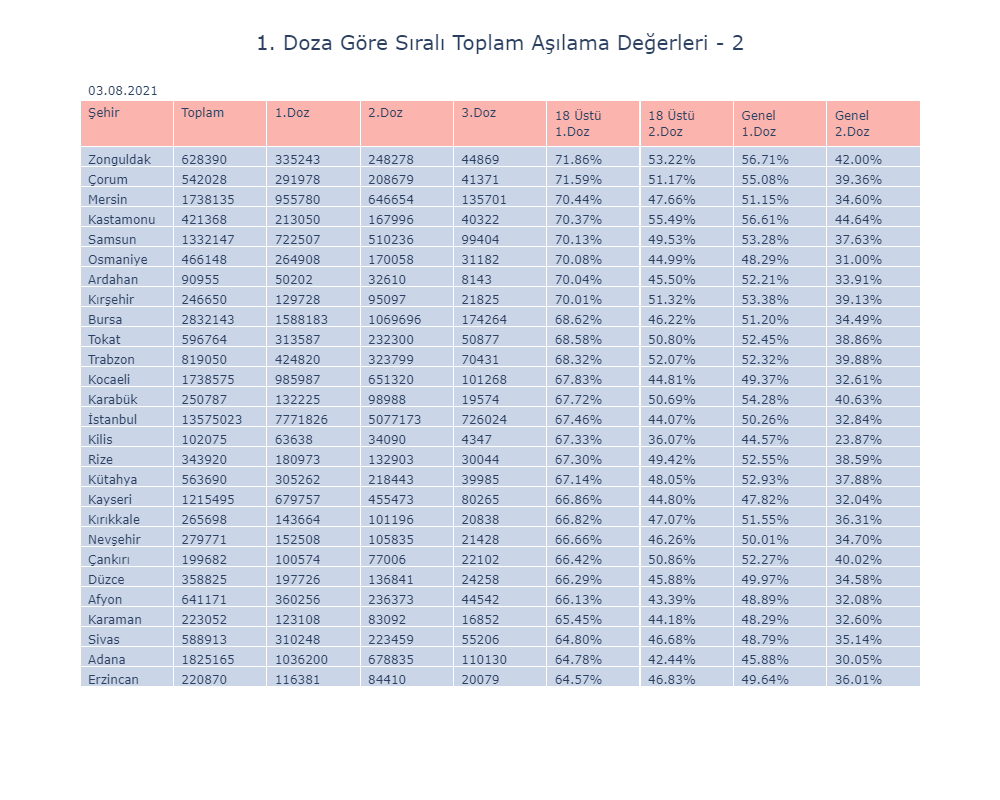 1. Doza Göre Sıralı Toplam Aşılama Değerleri - 2
03.08.2021
Şehir Toplam 1.Doz 2.Doz 3.Doz 18 Üstü 1.Doz 18 Üstü 2.Doz Genel 1.Doz Genel 2.Doz
Zonguldak 628390 335243 248278 44869 71.86% 53.22% 56.71% 42.00%
Çorum 542028 291978 208679 41371 71.59% 51.17% 55.08% 39.36%
Mersin 1738135 955780 646654 135701 70.44% 47.66% 51.15% 34.60%
Kastamonu 421368 213050 167996 40322 70.37% 55.49% 56.61% 44.64%
Samsun 1332147 722507 510236 99404 70.13% 49.53% 53.28% 37.63%
Osmaniye 466148 264908 170058 31182 70.08% 44.99% 48.29% 31.00%
Ardahan 90955 50202 32610 8143 70.04% 45.50% 52.21% 33.91%
Kırşehir 246650 129728 95097 21825 70.01% 51.32% 53.38% 39.13%
Bursa 2832143 1588183 1069696 174264 68.62% 46.22% 51.20% 34.49%
Tokat 596764 313587 232300 50877 68.58% 50.80% 52.45% 38.86%
Trabzon 819050 424820 323799 70431 68.32% 52.07% 52.32% 39.88%
Kocaeli 1738575 985987 651320 101268 67.83% 44.81% 49.37% 32.61%
Karabük 250787 132225 98988 19574 67.72% 50.69% 54.28% 40.63%
İstanbul 13575023 7771826 5077173 726024 67.46% 44.07% 50.26% 32.84%
Kilis 102075 63638 34090 4347 67.33% 36.07% 44.57% 23.87%
Rize 343920 180973 132903 30044 67.30% 49.42% 52.55% 38.59%
Kütahya 563690 305262 218443 39985 67.14% 48.05% 52.93% 37.88%
Kayseri 1215495 679757 455473 80265 66.86% 44.80% 47.82% 32.04%
Kırıkkale 265698 143664 101196 20838 66.82% 47.07% 51.55% 36.31%
Nevşehir 279771 152508 105835 21428 66.66% 46.26% 50.01% 34.70%
Çankırı 199682 100574 77006 22102 66.42% 50.86% 52.27% 40.02%
Düzce 358825 197726 136841 24258 66.29% 45.88% 49.97% 34.58%
Afyon 641171 360256 236373 44542 66.13% 43.39% 48.89% 32.08%
Karaman 223052 123108 83092 16852 65.45% 44.18% 48.29% 32.60%
Sivas 588913 310248 223459 55206 64.80% 46.68% 48.79% 35.14%
Adana 1825165 1036200 678835 110130 64.78% 42.44% 45.88% 30.05%
Erzincan 220870 116381 84410 20079 64.57% 46.83% 49.64% 36.01%